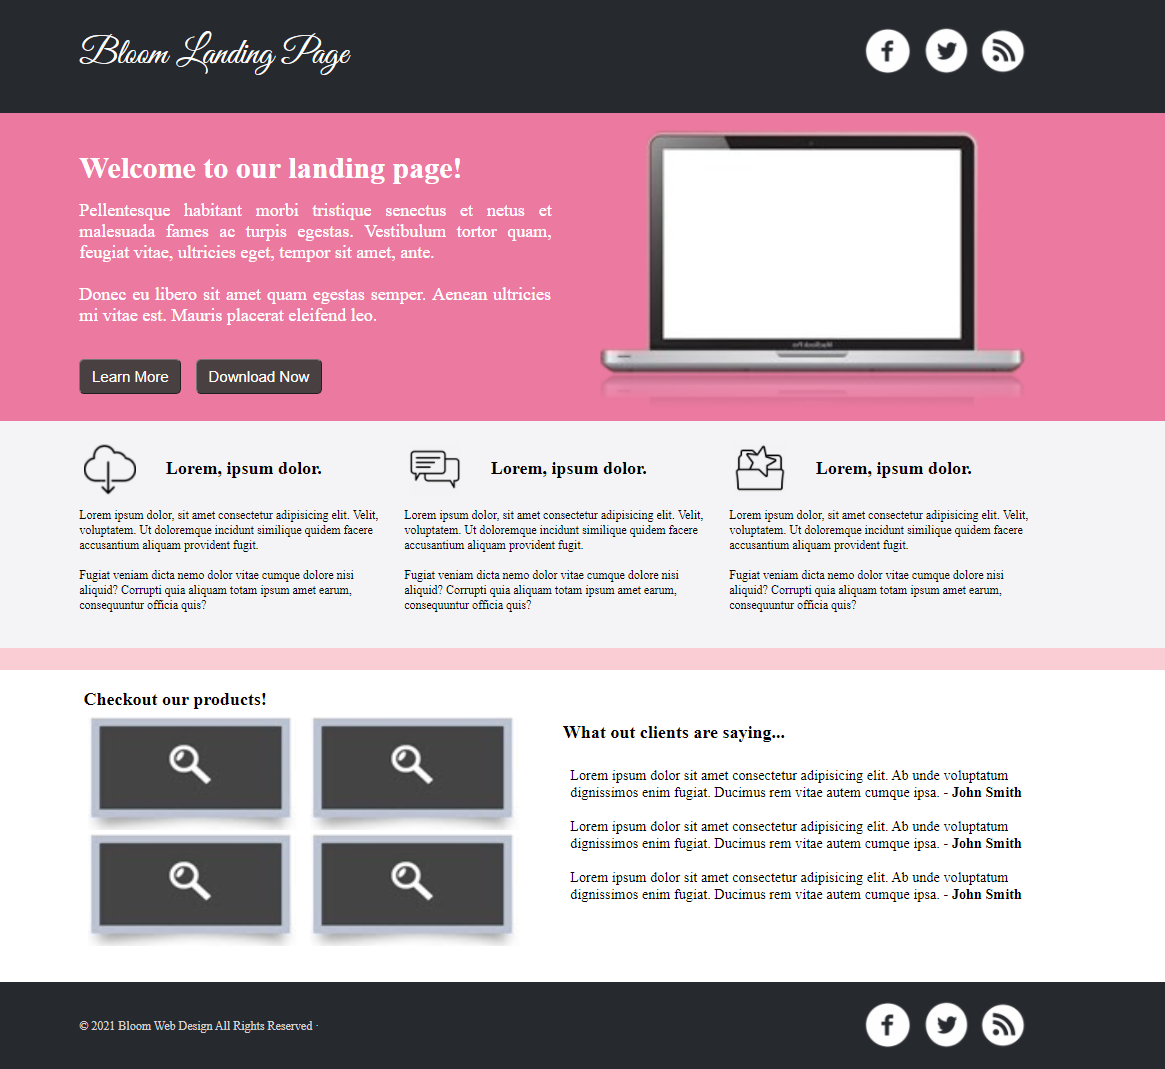 Bloom Landing Page
Welcome to our landing page!
Pellentesque habitant morbi tristique senectus et netus et
malesuada fames ac turpis egestas. Vestibulum tortor quam,
feugiat vitae, ultricies eget, tempor sit amet, ante.
Donec eu libero sit amet quam egestas semper. Aenean ultricies
mi vitae est. Mauris placerat eleifend leo.
Learn More
Download Now
Lorem, ipsum dolor.
Lorem ipsum dolor, sit amet consectetur adipisicing elit. Velit,
voluptatem. Ut doloremque incidunt similique quidem facere
accusantium aliquam provident fugit.
Fugiat veniam dicta nemo dolor vitae cumque dolore nisi
aliquid? Corrupti quia aliquam totam ipsum amet earum,
consequuntur officia quis?
Lorem, ipsum dolor.
Lorem ipsum dolor, sit amet consectetur adipisicing elit. Velit,
voluptatem. Ut doloremque incidunt similique quidem facere
accusantium aliquam provident fugit.
Fugiat veniam dicta nemo dolor vitae cumque dolore nisi
aliquid? Corrupti quia aliquam totam ipsum amet earum,
consequuntur officia quis?
Lorem, ipsum dolor.
Lorem ipsum dolor, sit amet consectetur adipisicing elit. Velit,
voluptatem. Ut doloremque incidunt similique quidem facere
accusantium aliquam provident fugit.
Fugiat veniam dicta nemo dolor vitae cumque dolore nisi
aliquid? Corrupti quia aliquam totam ipsum amet earum,
consequuntur officia quis?
Checkout our products!
What out clients are saying...
Lorem ipsum dolor sit amet consectetur adipisicing elit. Ab unde voluptatum
dignissimos enim fugiat. Ducimus rem vitae autem cumque ipsa. - John Smith
Lorem ipsum dolor sit amet consectetur adipisicing elit. Ab unde voluptatum
dignissimos enim fugiat. Ducimus rem vitae autem cumque ipsa. - John Smith
Lorem ipsum dolor sit amet consectetur adipisicing elit. Ab unde voluptatum
dignissimos enim fugiat. Ducimus rem vitae autem cumque ipsa. - John Smith
© 2021 Bloom Web Design All Rights Reserved ·